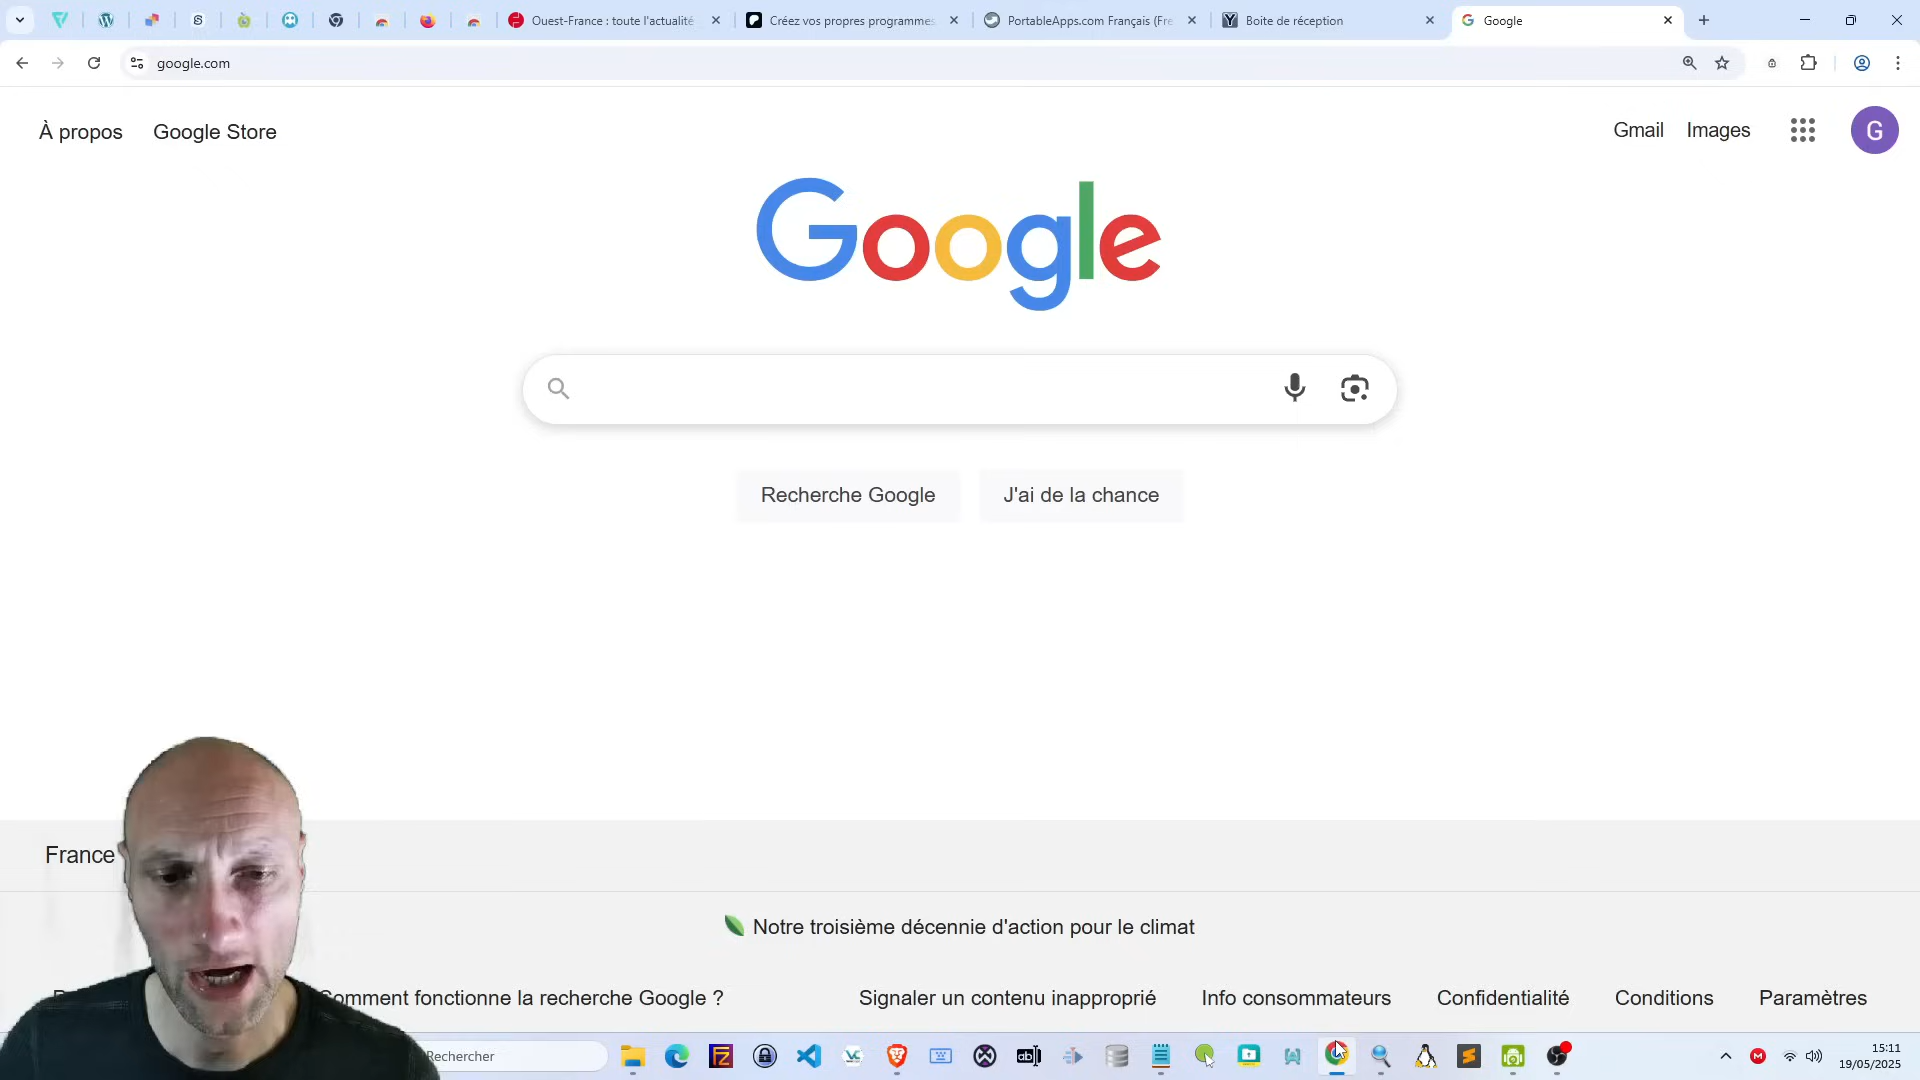 Ouest-France : toute l'actualité
Créez vos propres programmes
PortableApps.com Français (Fre
Boite de réception
Google
google.com
À propos
Google Store
Gmail
Images
G
Google
Recherche Google
J'ai de la chance
France
Notre troisième décennie d'action pour le climat
Comment fonctionne la recherche Google ?
Signaler un contenu inapproprié
Info consommateurs
Confidentialité
Conditions
Paramètres
Rechercher
15:11
19/05/2025